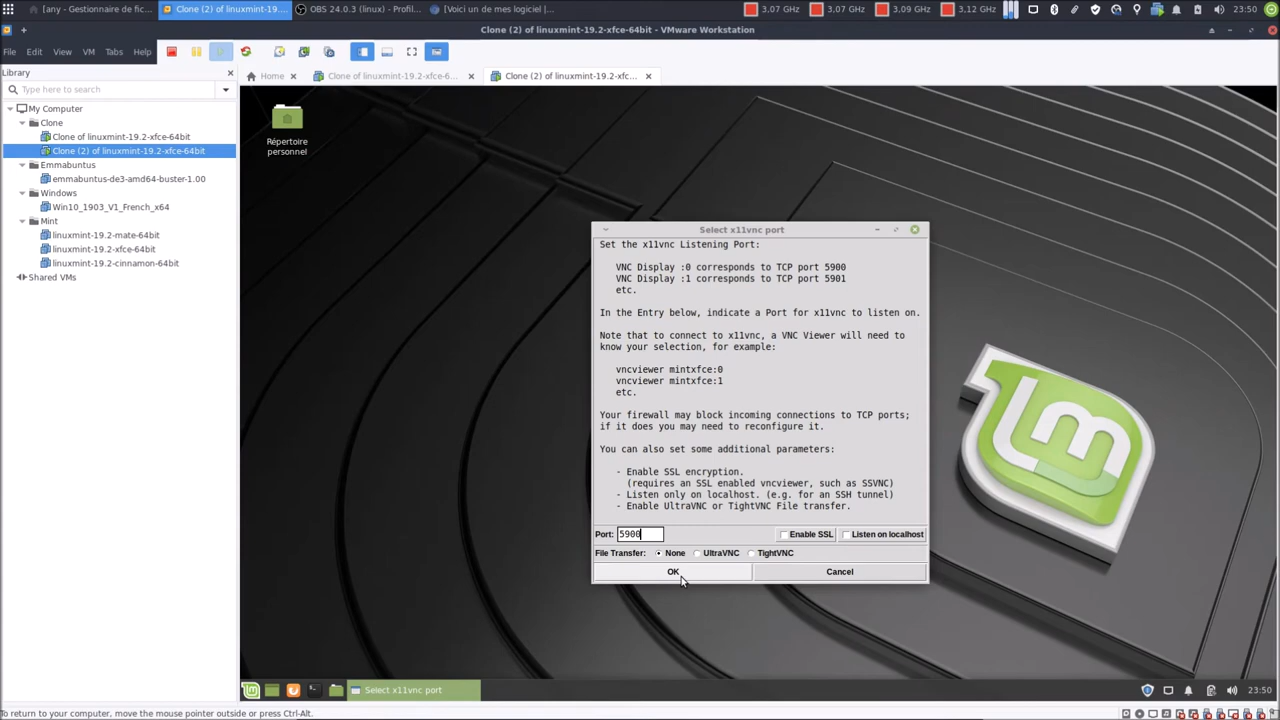 [any - Gestionnaire de fic...
Clone (2) of linuxmint-19....
OBS 24.0.3 (linux) - Profil...
[Voici un de mes logiciel |...
3.07 GHz
3,07 GHz
3.09 GHz
3,12 GHz
23:50
Clone (2) of linuxmint-19.2-xfce-64bit - VMware Workstation
File Edit View VM Tabs Help
Library
Home
Clone of linuxmint-19.2-xfce-6...
Clone (2) of linuxmint-19.2-xfc...
Type here to search
My Computer
Clone
Clone of linuxmint-19.2-xfce-64bit
Clone (2) of linuxmint-19.2-xfce-64bit
Emmabuntus
emmabuntus-de3-amd64-buster-1.00
Windows
Win10_1903_V1_French_x64
Mint
linuxmint-19.2-mate-64bit
linuxmint-19.2-xfce-64bit
linuxmint-19.2-cinnamon-64bit
Shared VMs
Répertoire
personnel
Select x11vnc port
Set the x11vnc Listening Port:
VNC Display :0 corresponds to TCP port 5900
VNC Display :1 corresponds to TCP port 5901
etc.
In the Entry below, indicate a Port for x11vnc to listen on.
Note that to connect to x11vnc, a VNC Viewer will need to
know your selection, for example:
vncviewer mintxfce:0
vncviewer mintxfce:1
etc.
Your firewall may block incoming connections to TCP ports;
if it does you may need to reconfigure it.
You can also set some additional parameters:
- Enable SSL encryption.
(requires an SSL enabled vncviewer, such as SSVNC)
- Listen only on localhost. (e.g. for an SSH tunnel)
- Enable UltraVNC or TightVNC File transfer.
Port: 5900 Enable SSL Listen on localhost
File Transfer: None UltraVNC TightVNC
OK Cancel
Select x11vnc port
23:50
To return to your computer, move the mouse pointer outside or press Ctrl-Alt.